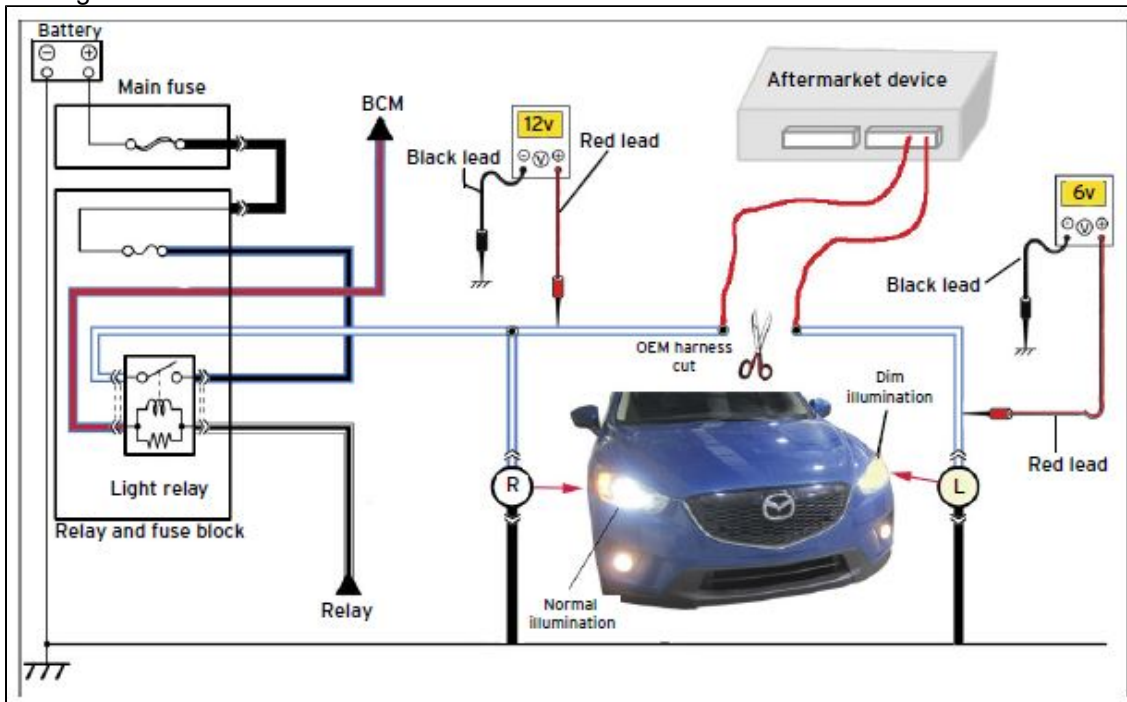 Battery
Main fuse
BCM
12v
Black lead
Red lead
Aftermarket device
6v
Black lead
Red lead
OEM harness
cut
Dim
illumination
Light relay
Relay and fuse block
R
L
Relay
Normal
illumination